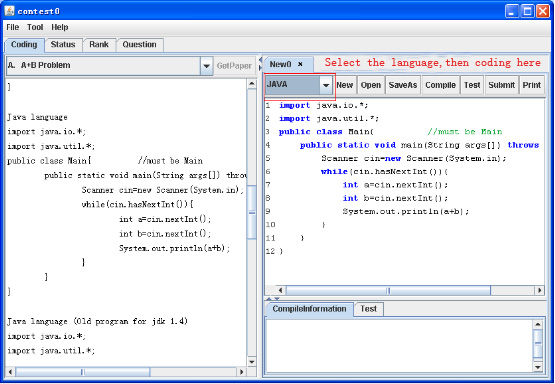 contest0
File Tool Help
Coding Status Rank Question
A. A+B Problem GetPaper
}
Java language
import java.io.*;
import java.util.*;
public class Main{ //must be Main
public static void main(String args[]) throws
Scanner cin=new Scanner(System.in);
while(cin.hasNextInt()){
int a=cin.nextInt();
int b=cin.nextInt();
System.out.println(a+b);
}
}
}
Java language (Old program for jdk 1.4)
import java.io.*;
import java.util.*;
New0 × Select the language,then coding here
JAVA New Open SaveAs Compile Test Submit Print
1 import java.io.*;
2 import java.util.*;
3 public class Main{ //must be Main
4 public static void main(String args[]) throws
5 Scanner cin=new Scanner(System.in);
6 while(cin.hasNextInt()){
7 int a=cin.nextInt();
8 int b=cin.nextInt();
9 System.out.println(a+b);
10 }
11 }
12 }
CompileInformation Test